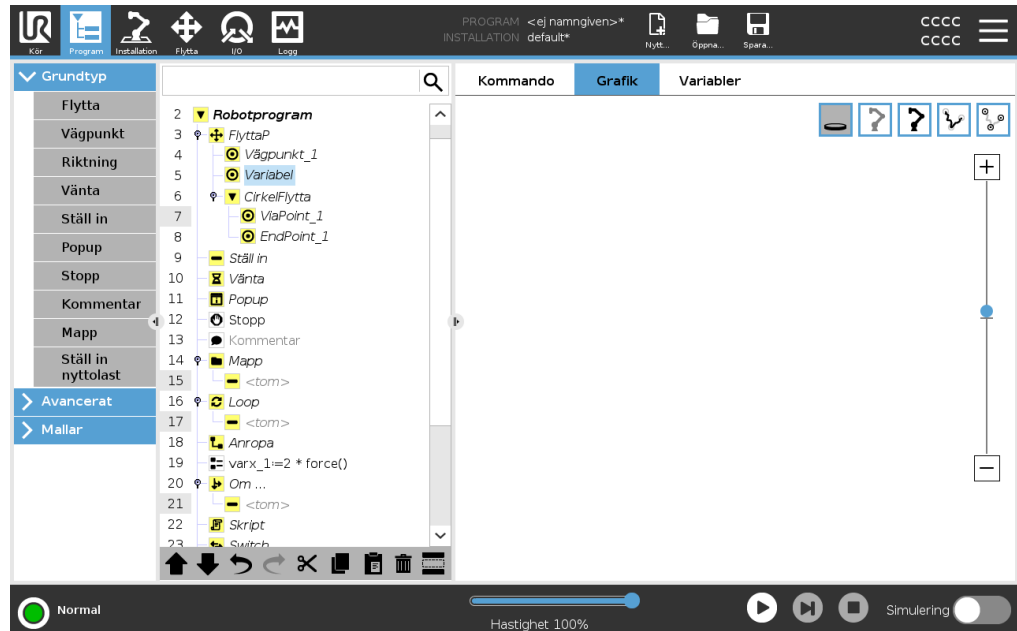 PROGRAM <ej namngiven>*
INSTALLATION default*
UR
Kör
Program
Installation
Flytta
I/O
Logg
Nytt...
Öppna...
Spara...
CCCC
CCCC
Grundtyp
Flytta
Vägpunkt
Riktning
Vänta
Ställ in
Popup
Stopp
Kommentar
Mapp
Ställ in
nyttolast
Avancerat
Mallar
2 Robotprogram
3 FlyttaP
4 Vägpunkt_1
5 Variabel
6 CirkelFlytta
7 ViaPoint_1
8 EndPoint_1
9 Ställ in
10 Vänta
11 Popup
12 Stopp
13 Kommentar
14 Mapp
15 <tom>
16 Loop
17 <tom>
18 Anropa
19 varx_1:=2 * force()
20 Om ...
21 <tom>
22 Skript
23 Switch
Kommando
Grafik
Variabler
Normal
Hastighet 100%
Simulering